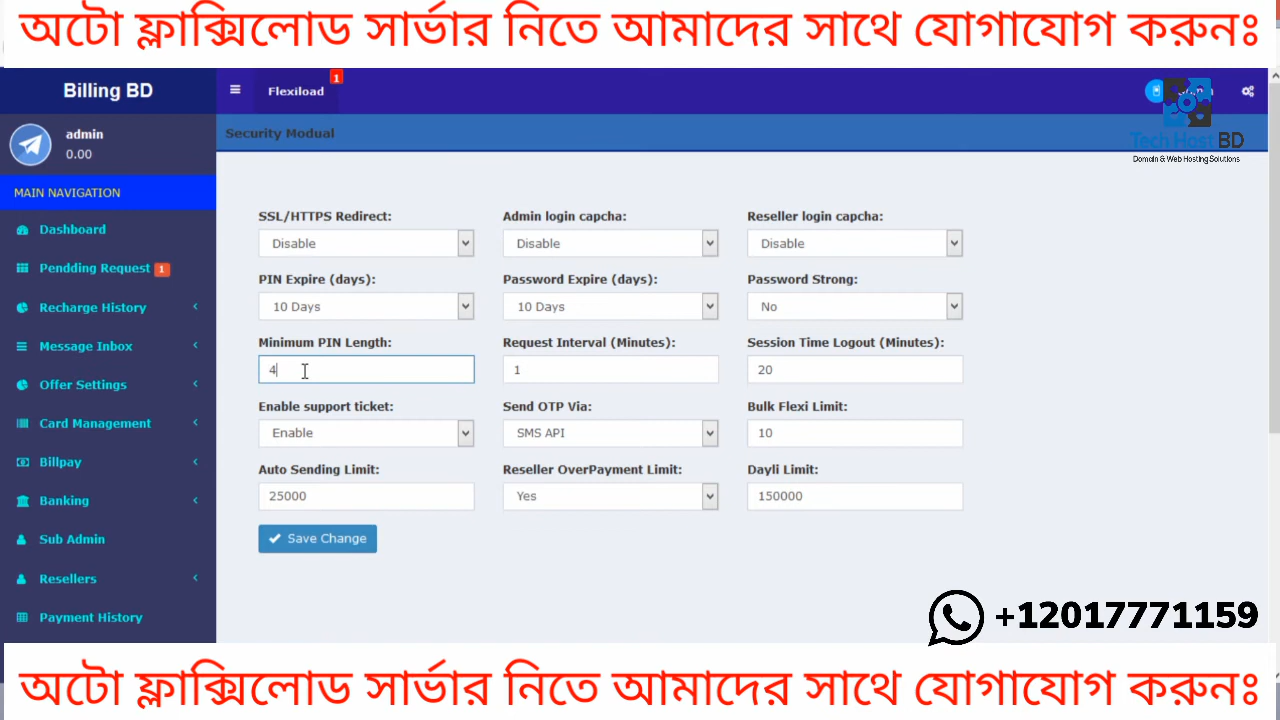 অটো ফ্লাক্সিলোড সার্ভার নিতে আমাদের সাথে যোগাযোগ করুনঃ
Billing BD
Flexiload
1
admin
0.00
Security Modual
Tech Host BD
Domain & Web Hosting Solutions
MAIN NAVIGATION
Dashboard
Pendding Request 1
Recharge History
Message Inbox
Offer Settings
Card Management
Billpay
Banking
Sub Admin
Resellers
Payment History
SSL/HTTPS Redirect: Admin login capcha: Reseller login capcha:
Disable Disable Disable
PIN Expire (days): Password Expire (days): Password Strong:
10 Days 10 Days No
Minimum PIN Length: Request Interval (Minutes): Session Time Logout (Minutes):
4 1 20
Enable support ticket: Send OTP Via: Bulk Flexi Limit:
Enable SMS API 10
Auto Sending Limit: Reseller OverPayment Limit: Dayli Limit:
25000 Yes 150000
Save Change
+12017771159
অটো ফ্লাক্সিলোড সার্ভার নিতে আমাদের সাথে যোগাযোগ করুনঃ